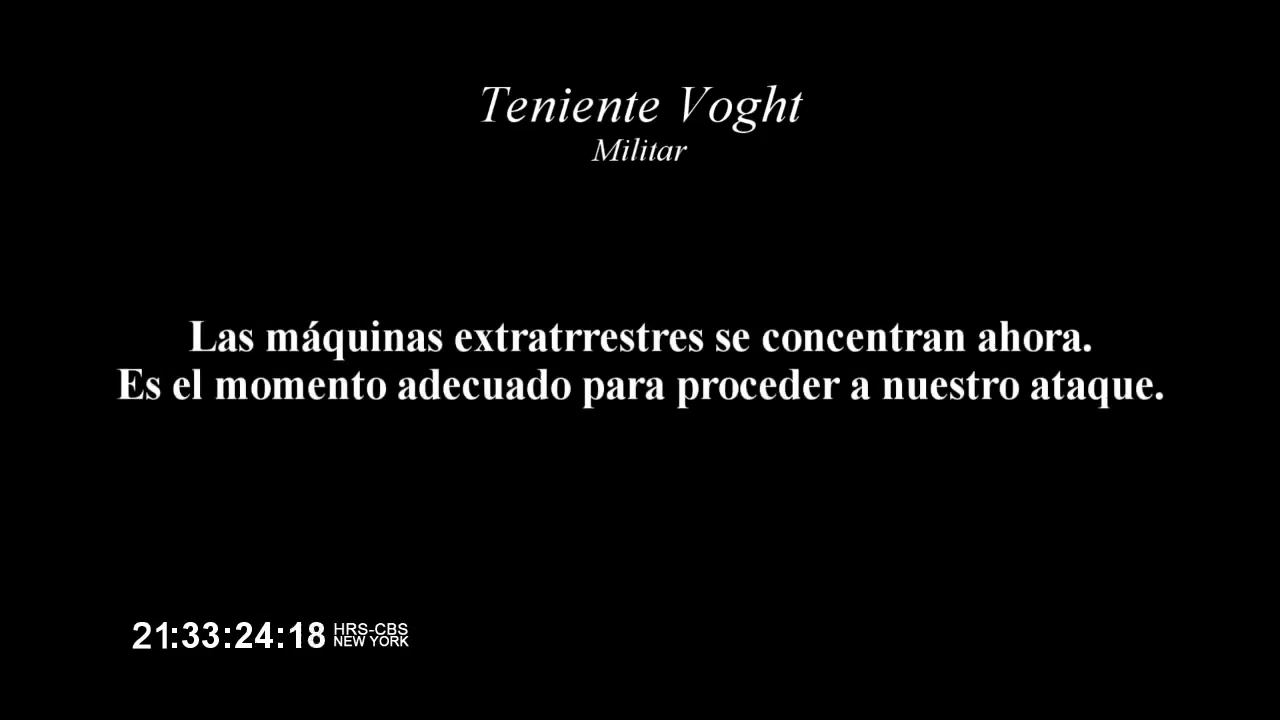 Teniente Voght
Militar
Las máquinas extratrrestres se concentran ahora.
Es el momento adecuado para proceder a nuestro ataque.
21:33:24:18 HRS-CBS
NEW YORK